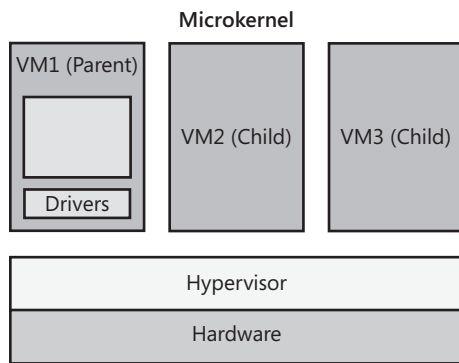 Microkernel
VM1 (Parent)
VM2 (Child)
VM3 (Child)
Drivers
Hypervisor
Hardware